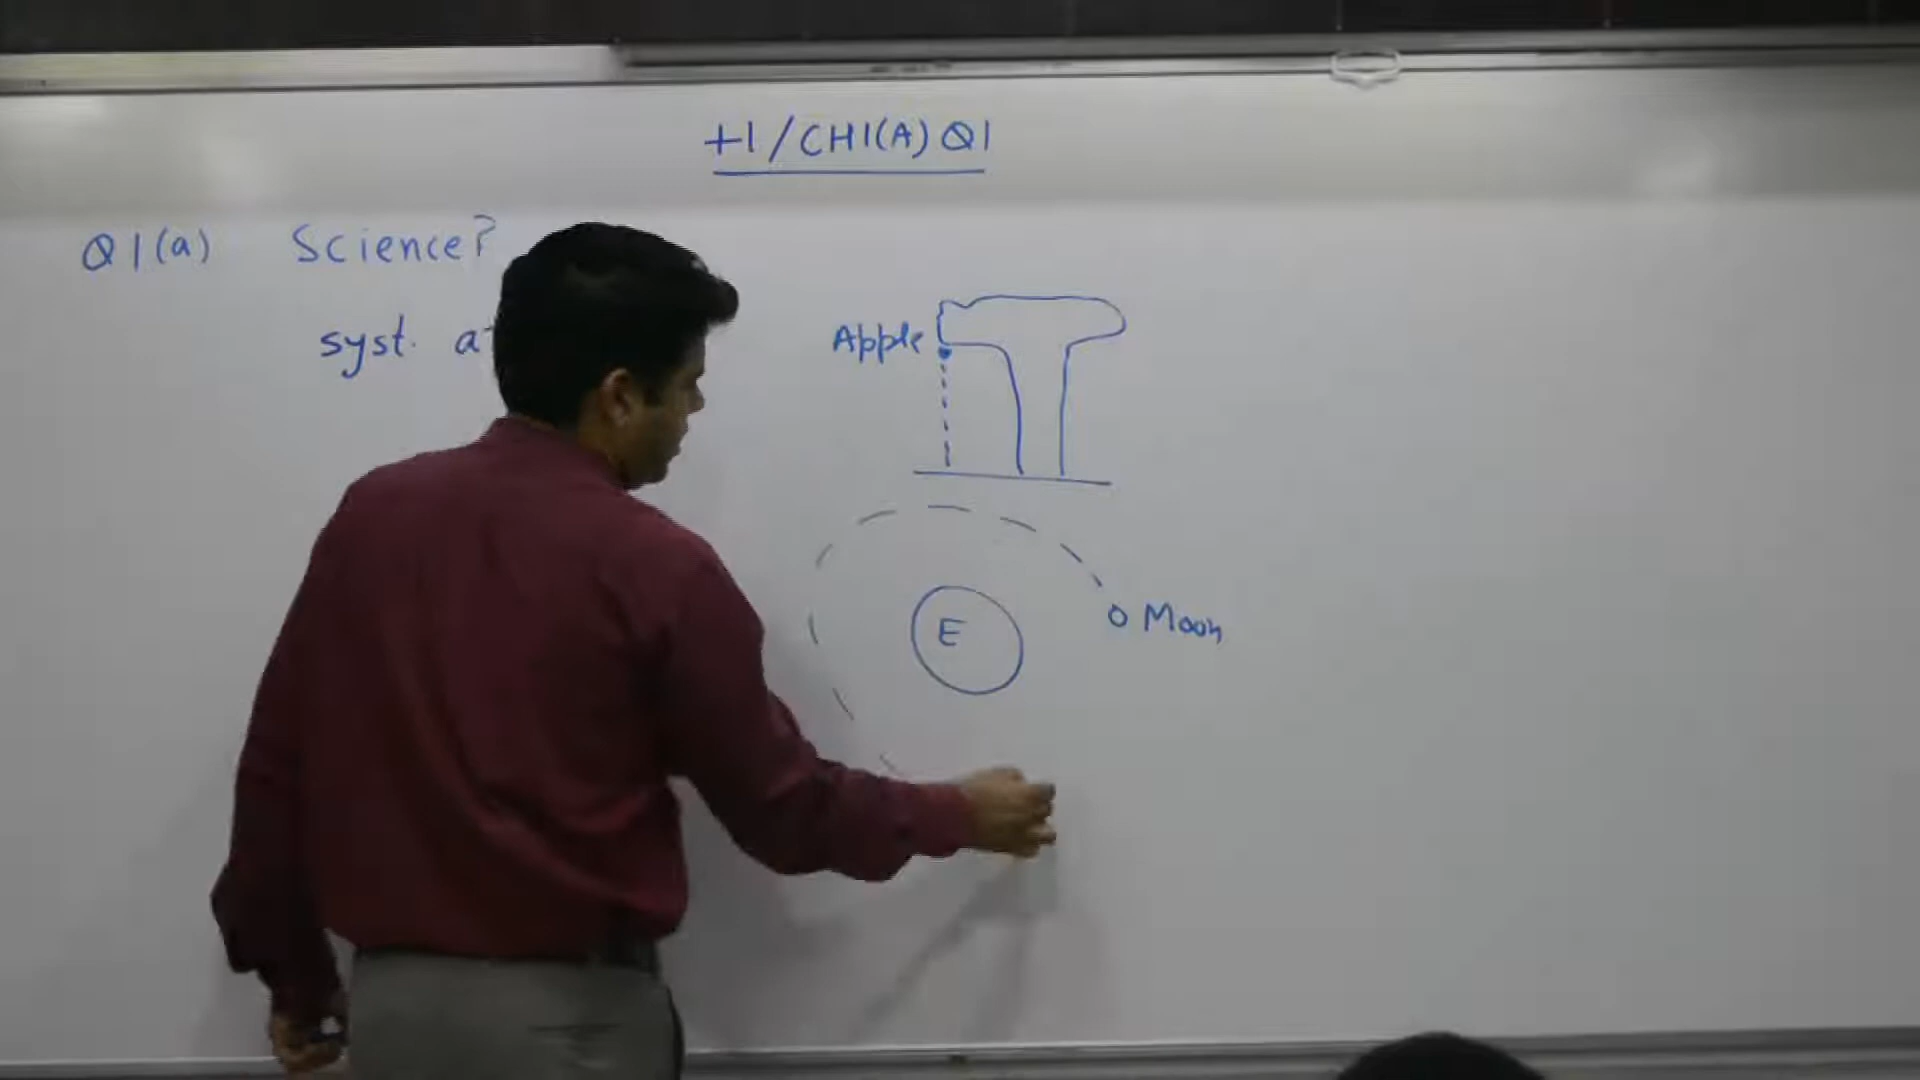 +1/CH1(A) Q1
Q1(a) Science?
syst.
Apple
E
Moon